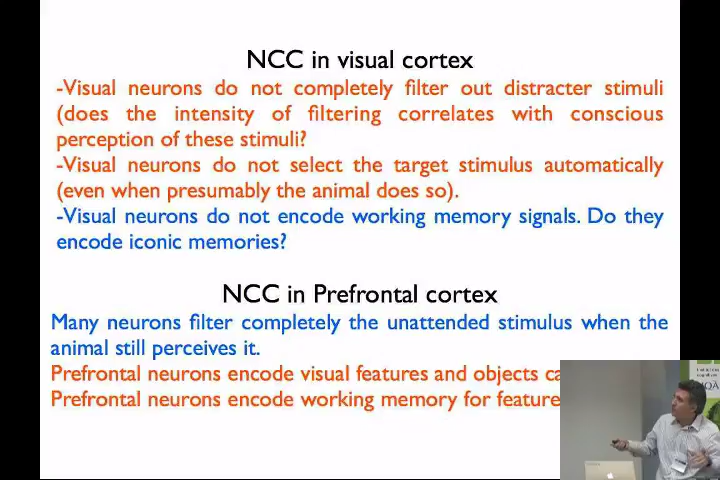 NCC in visual cortex
-Visual neurons do not completely filter out distracter stimuli
(does the intensity of filtering correlates with conscious
perception of these stimuli?
-Visual neurons do not select the target stimulus automatically
(even when presumably the animal does so).
-Visual neurons do not encode working memory signals. Do they
encode iconic memories?
NCC in Prefrontal cortex
Many neurons filter completely the unattended stimulus when the
animal still perceives it.
Prefrontal neurons encode visual features and objects
Prefrontal neurons encode working memory for